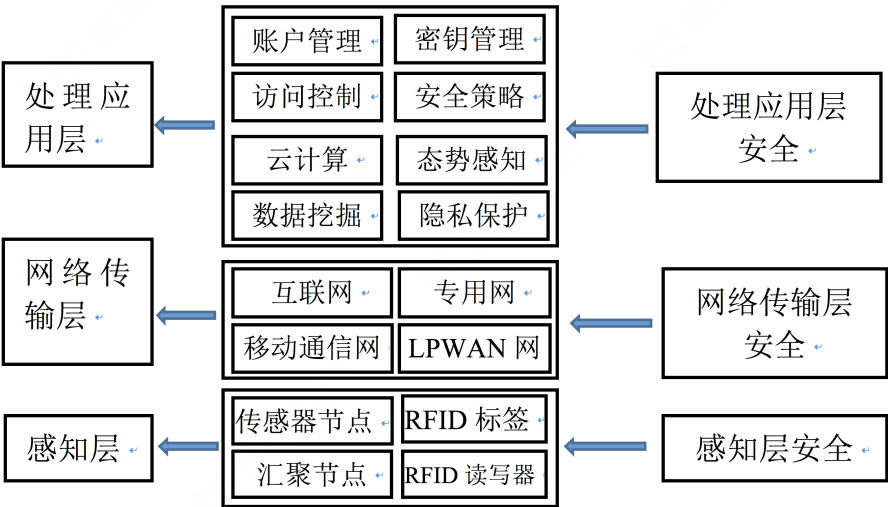 处理应
用层
账户管理
密钥管理
访问控制
安全策略
云计算
态势感知
数据挖掘
隐私保护
处理应用层
安全
网络传
输层
互联网
专用网
移动通信网
LPWAN 网
网络传输层
安全
感知层
传感器节点
RFID 标签
汇聚节点
RFID 读写器
感知层安全